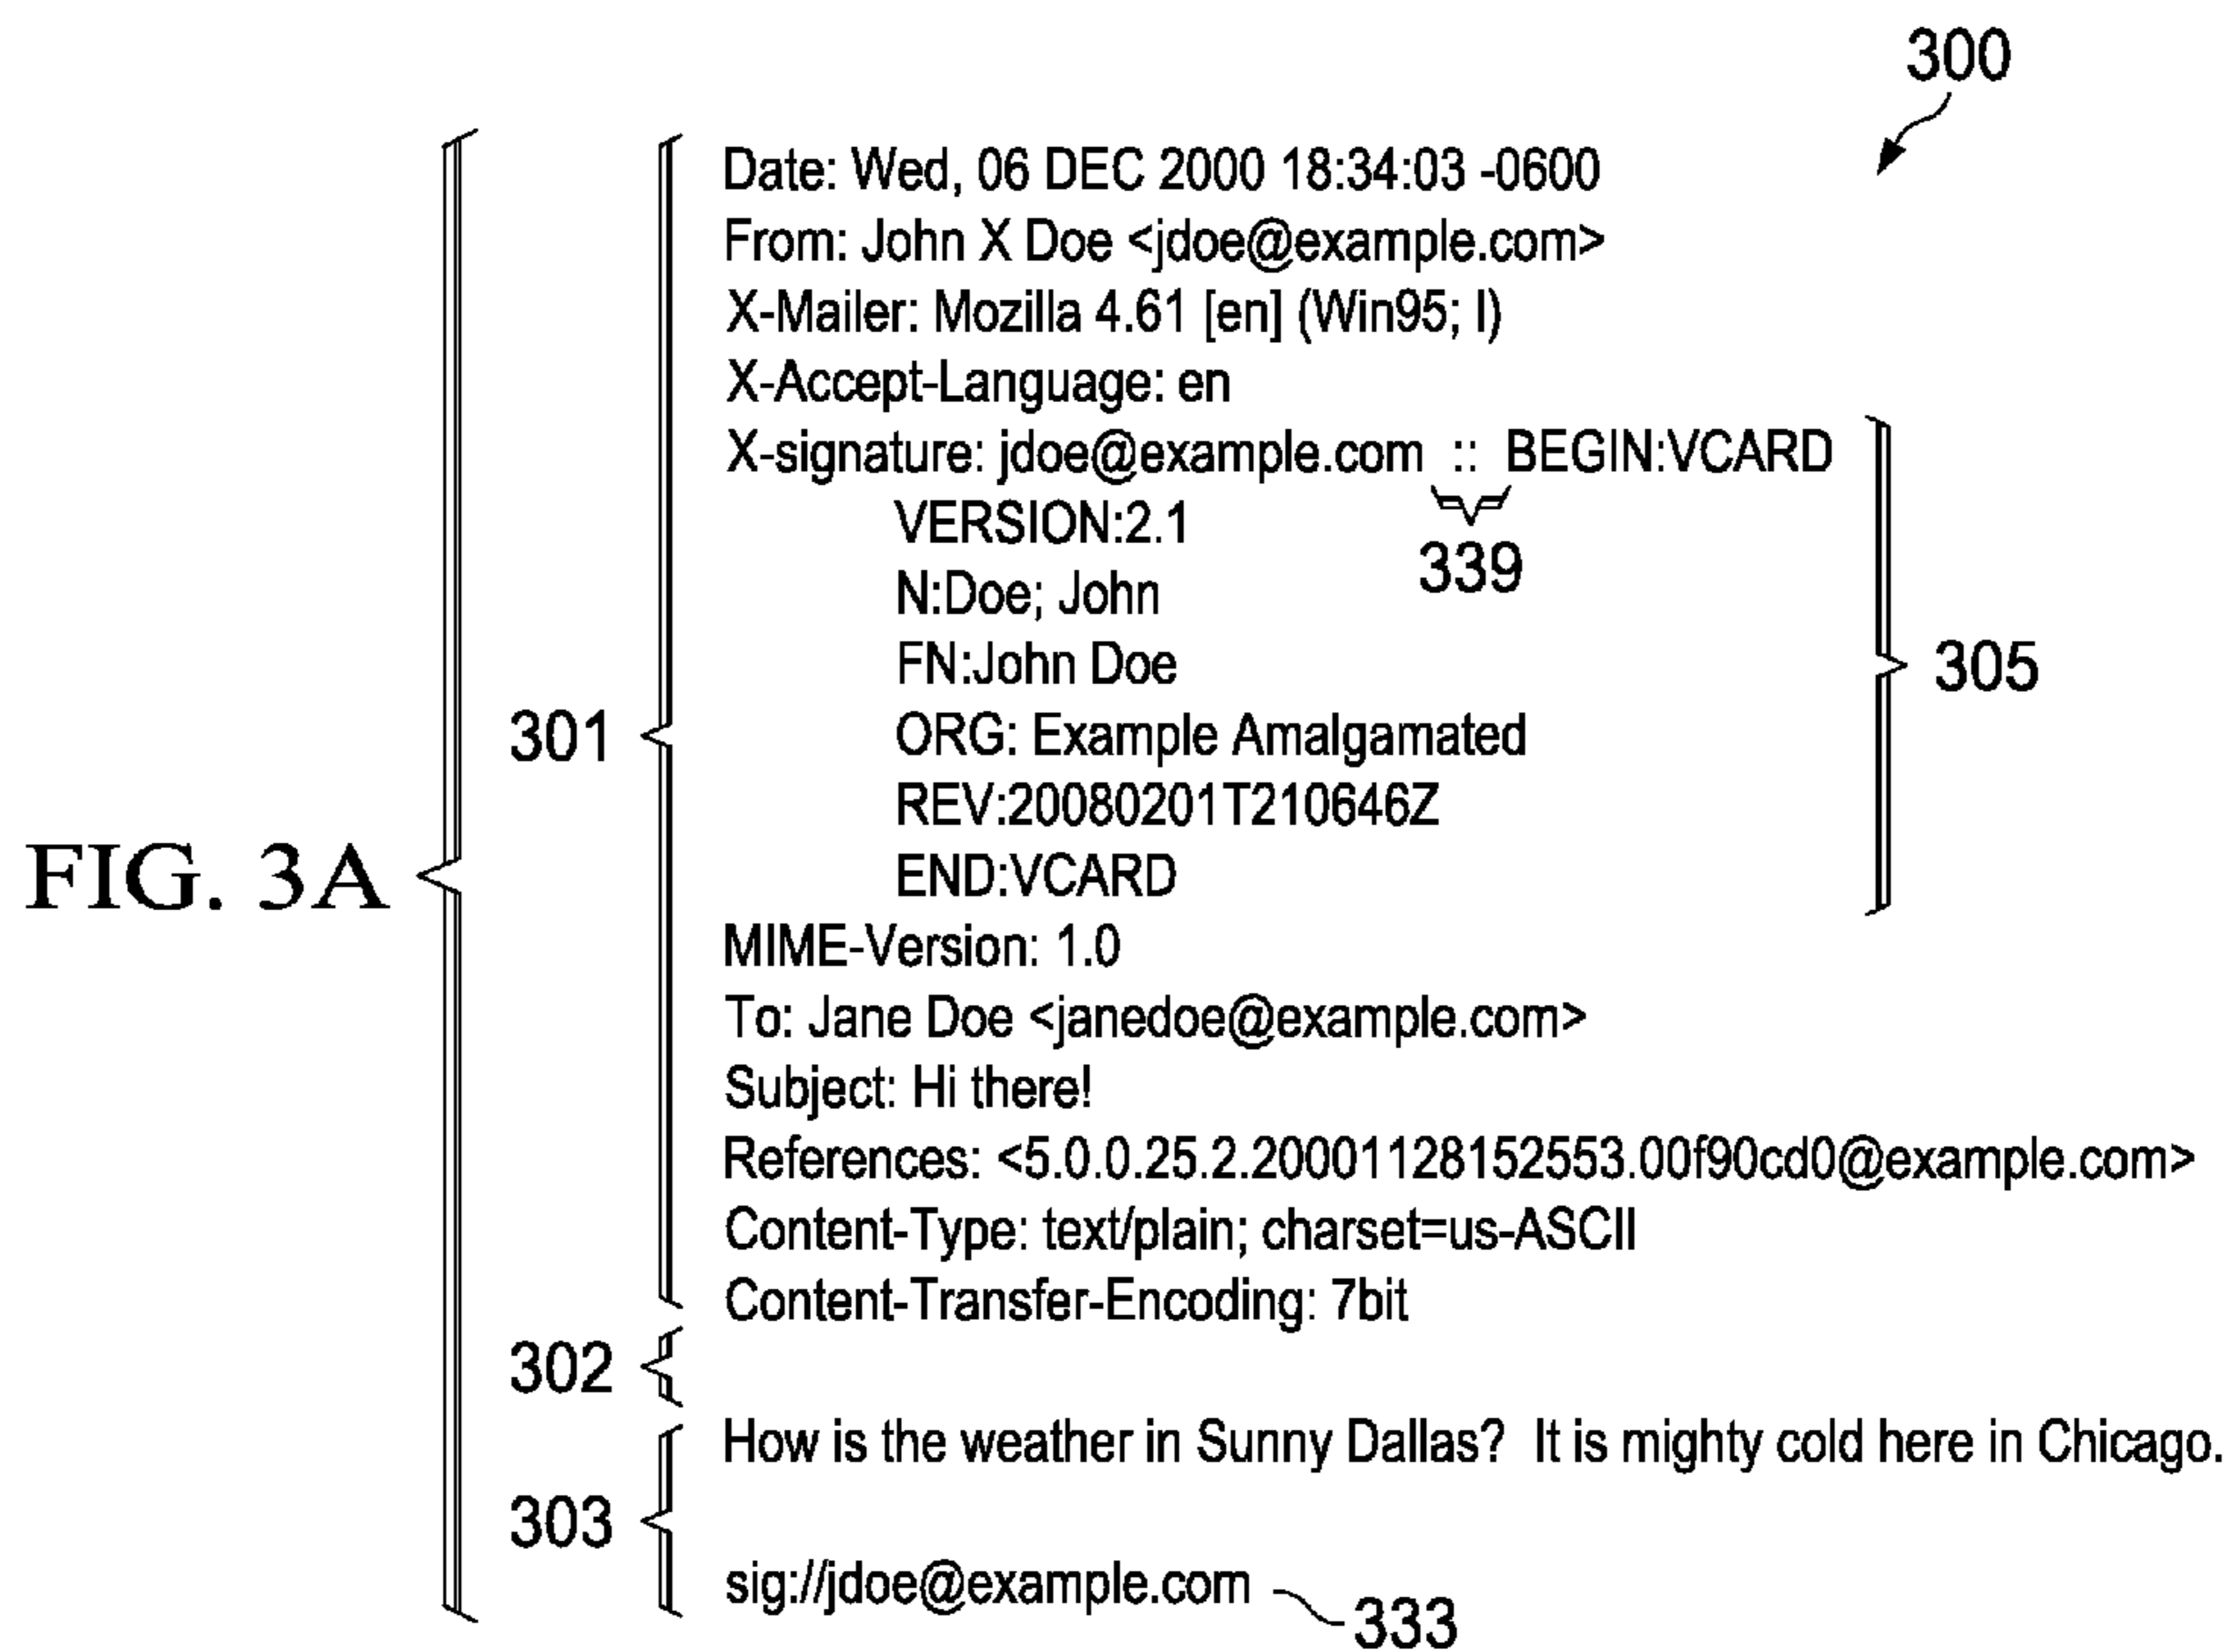 300
Date: Wed, 06 DEC 2000 18:34:03 -0600
From: John X Doe <jdoe@example.com>
X-Mailer: Mozilla 4.61 [en] (Win95; I)
X-Accept-Language: en
X-signature: jdoe@example.com :: BEGIN:VCARD
VERSION:2.1
339
N:Doe; John
FN:John Doe
305
301
ORG: Example Amalgamated
REV:20080201T210646Z
FIG. 3A
END:VCARD
MIME-Version: 1.0
To: Jane Doe <janedoe@example.com>
Subject: Hi there!
References: <5.0.0.25.2.20001128152553.00f90cd0@example.com>
Content-Type: text/plain; charset=us-ASCII
Content-Transfer-Encoding: 7bit
302
How is the weather in Sunny Dallas? It is mighty cold here in Chicago.
303
sig://jdoe@example.com
333